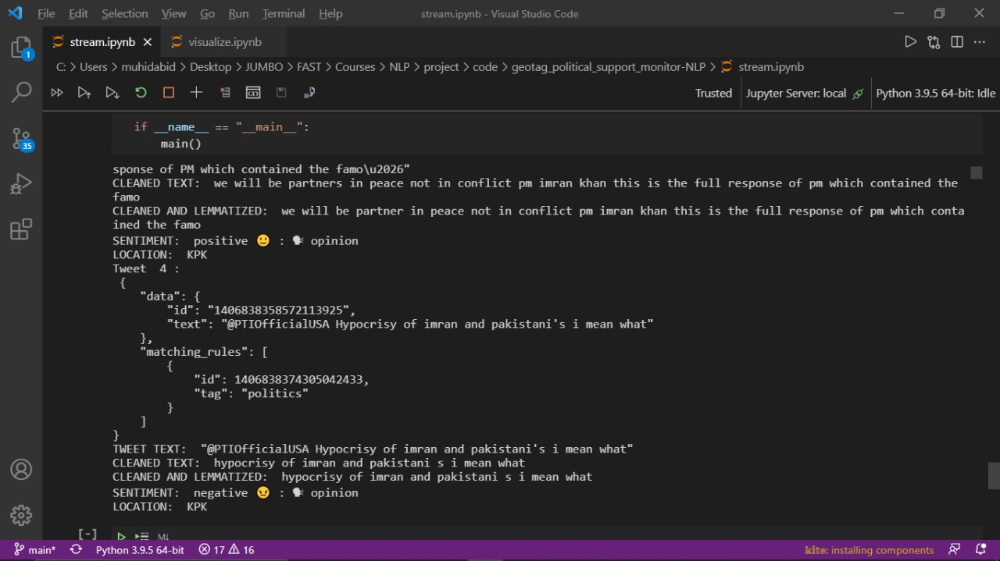 File Edit Selection View Go Run Terminal Help stream.ipynb - Visual Studio Code
stream.ipynb visualize.ipynb
1
C: > Users > muhidabid > Desktop > JUMBO > FAST > Courses > NLP > project > code > geotag_political_support_monitor-NLP > stream.ipynb
Trusted Jupyter Server: local Python 3.9.5 64-bit: Idle
if __name__ == "__main__":
main()
35
sponse of PM which contained the famo\u2026"
CLEANED TEXT: we will be partners in peace not in conflict pm imran khan this is the full response of pm which contained the
famo
CLEANED AND LEMMATIZED: we will be partner in peace not in conflict pm imran khan this is the full response of pm which conta
ined the famo
SENTIMENT: positive 🙂 : 🗣 opinion
LOCATION: KPK
Tweet 4 :
{
"data": {
"id": "1406838358572113925",
"text": "@PTIOfficialUSA Hypocrisy of imran and pakistani's i mean what"
},
"matching_rules": [
{
"id": 1406838374305042433,
"tag": "politics"
}
]
}
TWEET TEXT: "@PTIOfficialUSA Hypocrisy of imran and pakistani's i mean what"
CLEANED TEXT: hypocrisy of imran and pakistani s i mean what
CLEANED AND LEMMATIZED: hypocrisy of imran and pakistani s i mean what
SENTIMENT: negative 😠 : 🗣 opinion
LOCATION: KPK
[-] M↓
main* Python 3.9.5 64-bit 17 16 kite: installing components